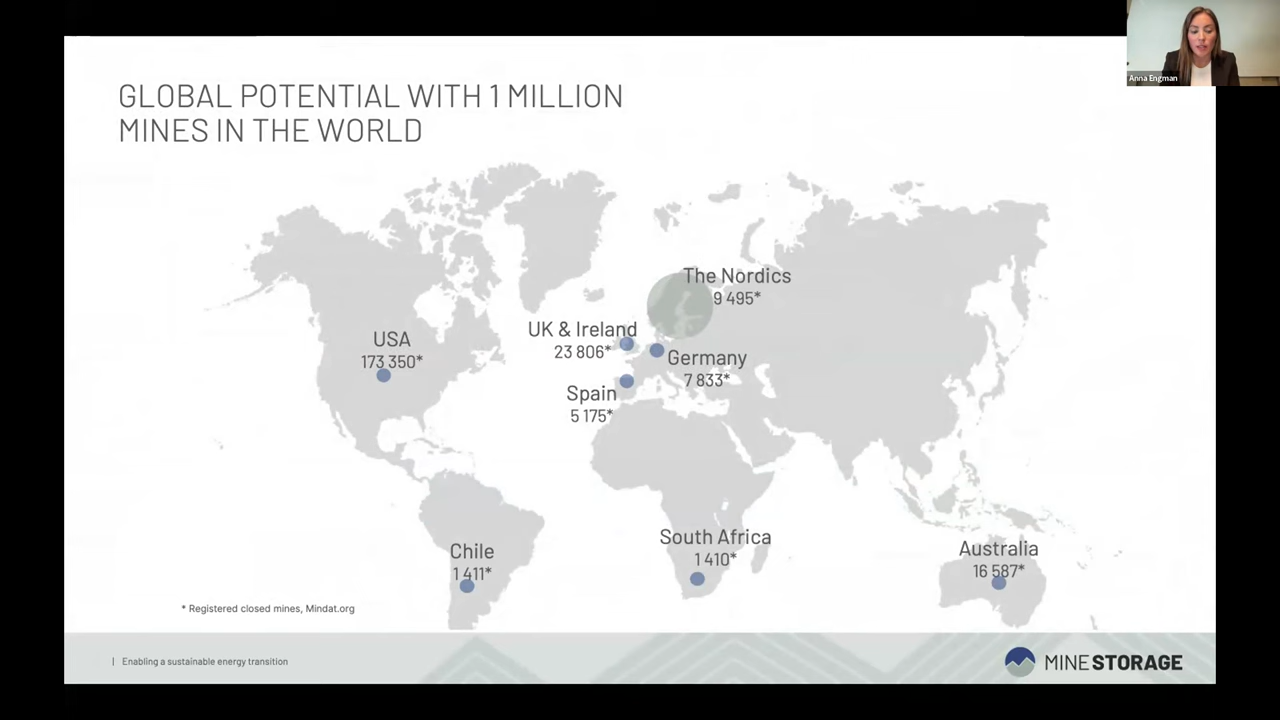 Anna Engman
GLOBAL POTENTIAL WITH 1 MILLION
MINES IN THE WORLD
The Nordics
9 495*
USA
173 350*
UK & Ireland
23 806*
Germany
7 833*
Spain
5 175*
South Africa
1 410*
Chile
1 411*
Australia
16 587*
* Registered closed mines, Mindat.org
| Enabling a sustainable energy transition
MINESTORAGE